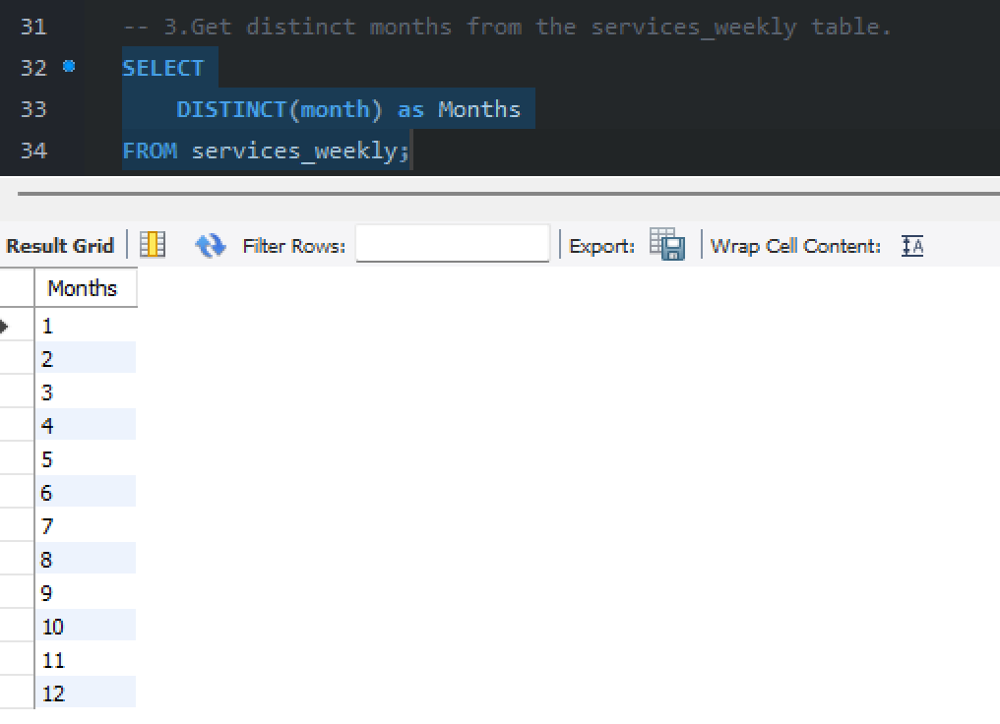 31 -- 3.Get distinct months from the services_weekly table.
32 SELECT
33 DISTINCT(month) as Months
34 FROM services_weekly;
Result Grid Filter Rows: Export: Wrap Cell Content: IA
Months
1
2
3
4
5
6
7
8
9
10
11
12